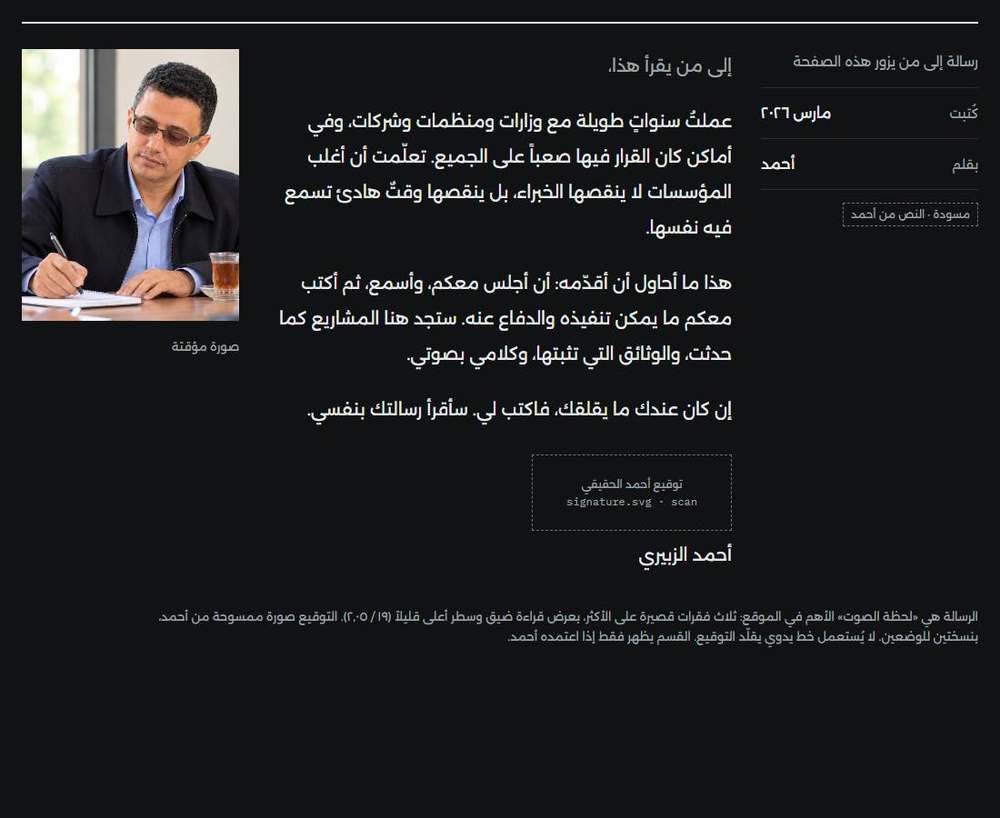 رسالة إلى من يزور هذه الصفحة
كُتبت
مارس ٢٠٢٦
بقلم
أحمد
مسودة · النص من أحمد
إلى من يقرأ هذا،
عملتُ سنواتٍ طويلة مع وزارات ومنظمات وشركات، وفي
أماكن كان القرار فيها صعباً على الجميع. تعلّمت أن أغلب
المؤسسات لا ينقصها الخبراء، بل ينقصها وقتٌ هادئ تسمع
فيه نفسها.
هذا ما أحاول أن أقدّمه: أن أجلس معكم، وأسمع، ثم أكتب
معكم ما يمكن تنفيذه والدفاع عنه. ستجد هنا المشاريع كما
حدثت، والوثائق التي تثبتها، وكلامي بصوتي.
إن كان عندك ما يقلقك، فاكتب لي. سأقرأ رسالتك بنفسي.
توقيع أحمد الحقيقي
signature.svg · scan
أحمد الزبيري
صورة مؤقتة
الرسالة هي «لحظة الصوت» الأهم في الموقع: ثلاث فقرات قصيرة على الأكثر، بعرض قراءة ضيق وسطر أعلى قليلاً (١٩ / ٢,٠٥). التوقيع صورة ممسوحة من أحمد،
بنسختين للوضعين. لا يُستعمل خط يدوي يقلّد التوقيع. القسم يظهر فقط إذا اعتمده أحمد.